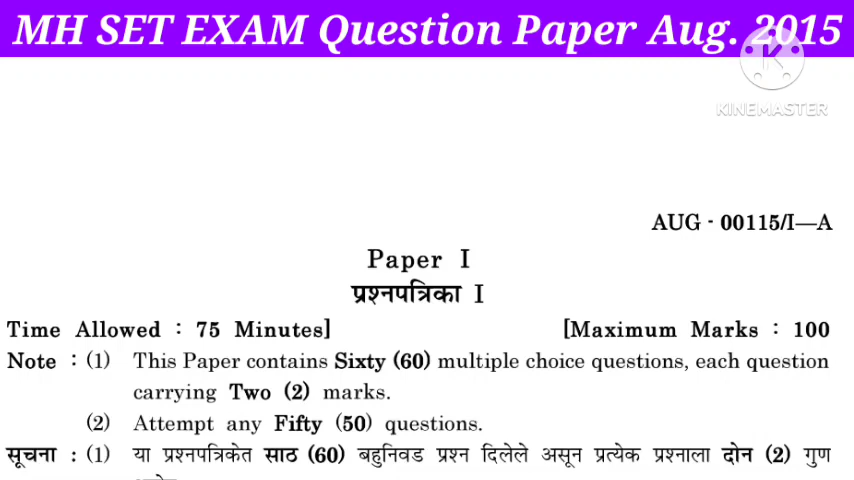 MH SET EXAM Question Paper Aug. 2015
K
KINEMASTER
AUG - 00115/I—A
Paper I
प्रश्नपत्रिका I
Time Allowed : 75 Minutes] [Maximum Marks : 100
Note : (1) This Paper contains Sixty (60) multiple choice questions, each question
carrying Two (2) marks.
(2) Attempt any Fifty (50) questions.
सूचना : (1) या प्रश्नपत्रिकेत साठ (60) बहुनिवड प्रश्न दिलेले असून प्रत्येक प्रश्नाला दोन (2) गुण